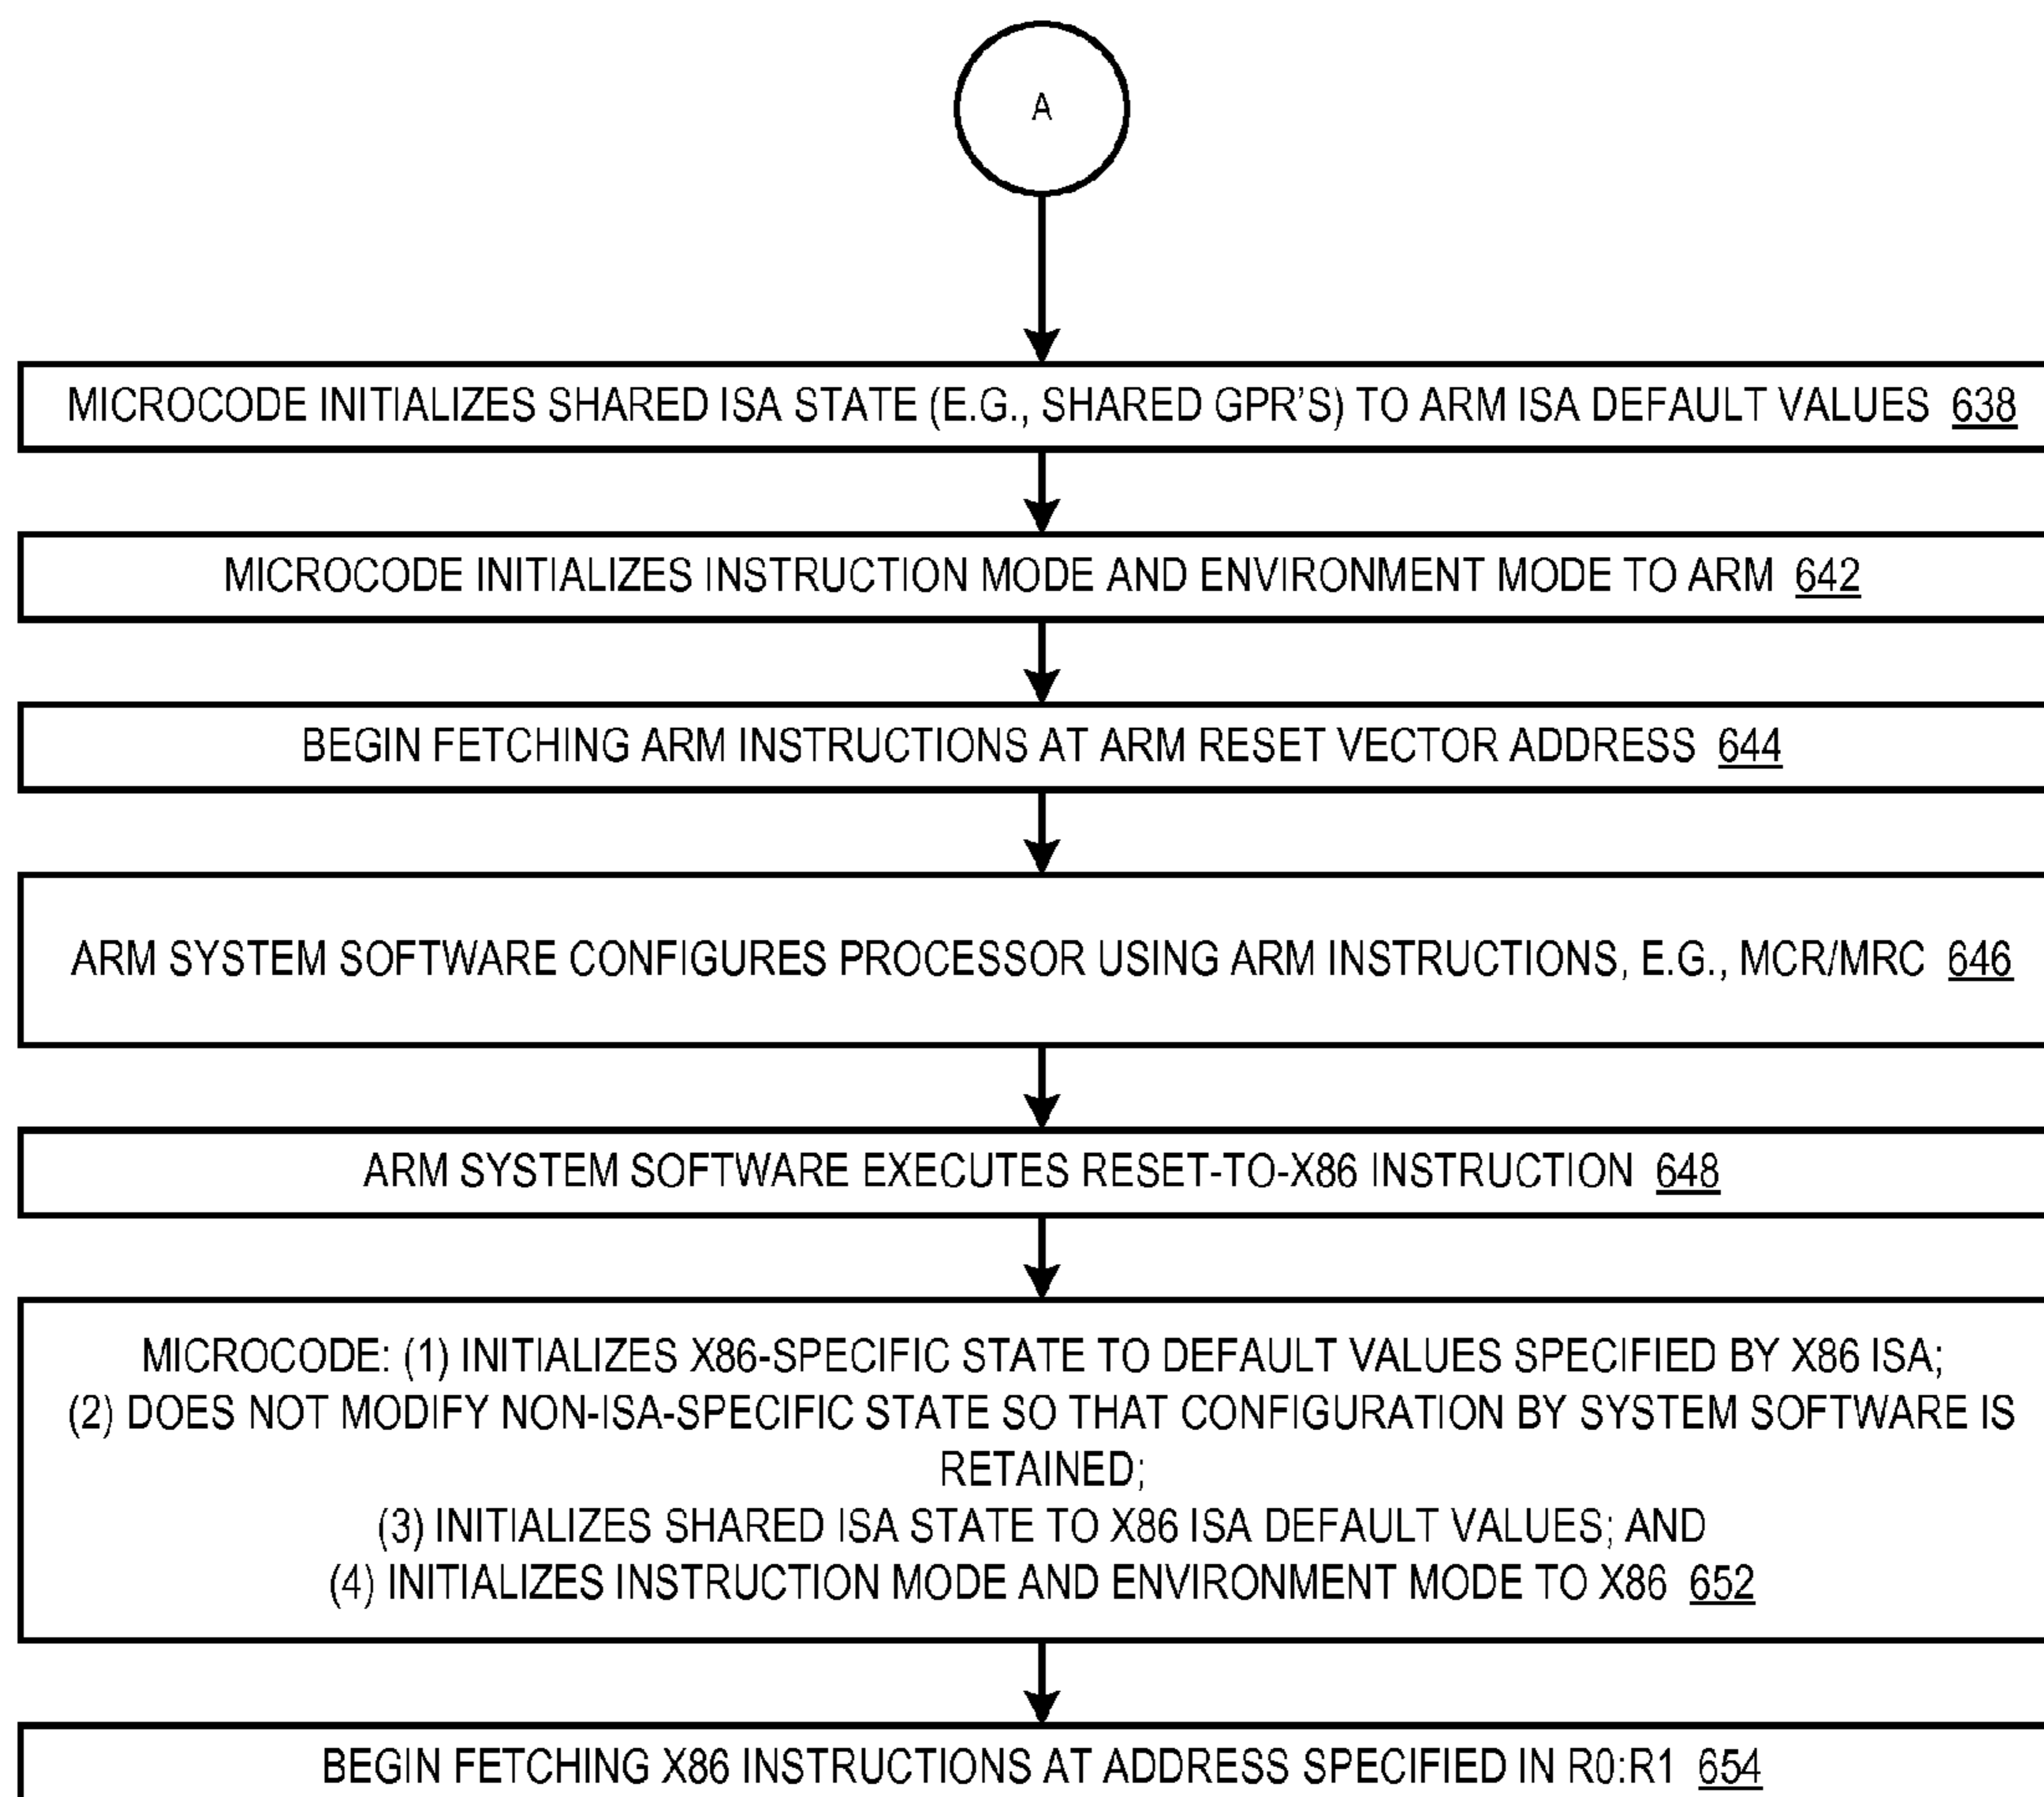 A
MICROCODE INITIALIZES SHARED ISA STATE (E.G., SHARED GPR'S) TO ARM ISA DEFAULT VALUES 638
MICROCODE INITIALIZES INSTRUCTION MODE AND ENVIRONMENT MODE TO ARM 642
BEGIN FETCHING ARM INSTRUCTIONS AT ARM RESET VECTOR ADDRESS 644
ARM SYSTEM SOFTWARE CONFIGURES PROCESSOR USING ARM INSTRUCTIONS, E.G., MCR/MRC 646
ARM SYSTEM SOFTWARE EXECUTES RESET-TO-X86 INSTRUCTION 648
MICROCODE: (1) INITIALIZES X86-SPECIFIC STATE TO DEFAULT VALUES SPECIFIED BY X86 ISA;
(2) DOES NOT MODIFY NON-ISA-SPECIFIC STATE SO THAT CONFIGURATION BY SYSTEM SOFTWARE IS
RETAINED;
(3) INITIALIZES SHARED ISA STATE TO X86 ISA DEFAULT VALUES; AND
(4) INITIALIZES INSTRUCTION MODE AND ENVIRONMENT MODE TO X86 652
BEGIN FETCHING X86 INSTRUCTIONS AT ADDRESS SPECIFIED IN R0:R1 654